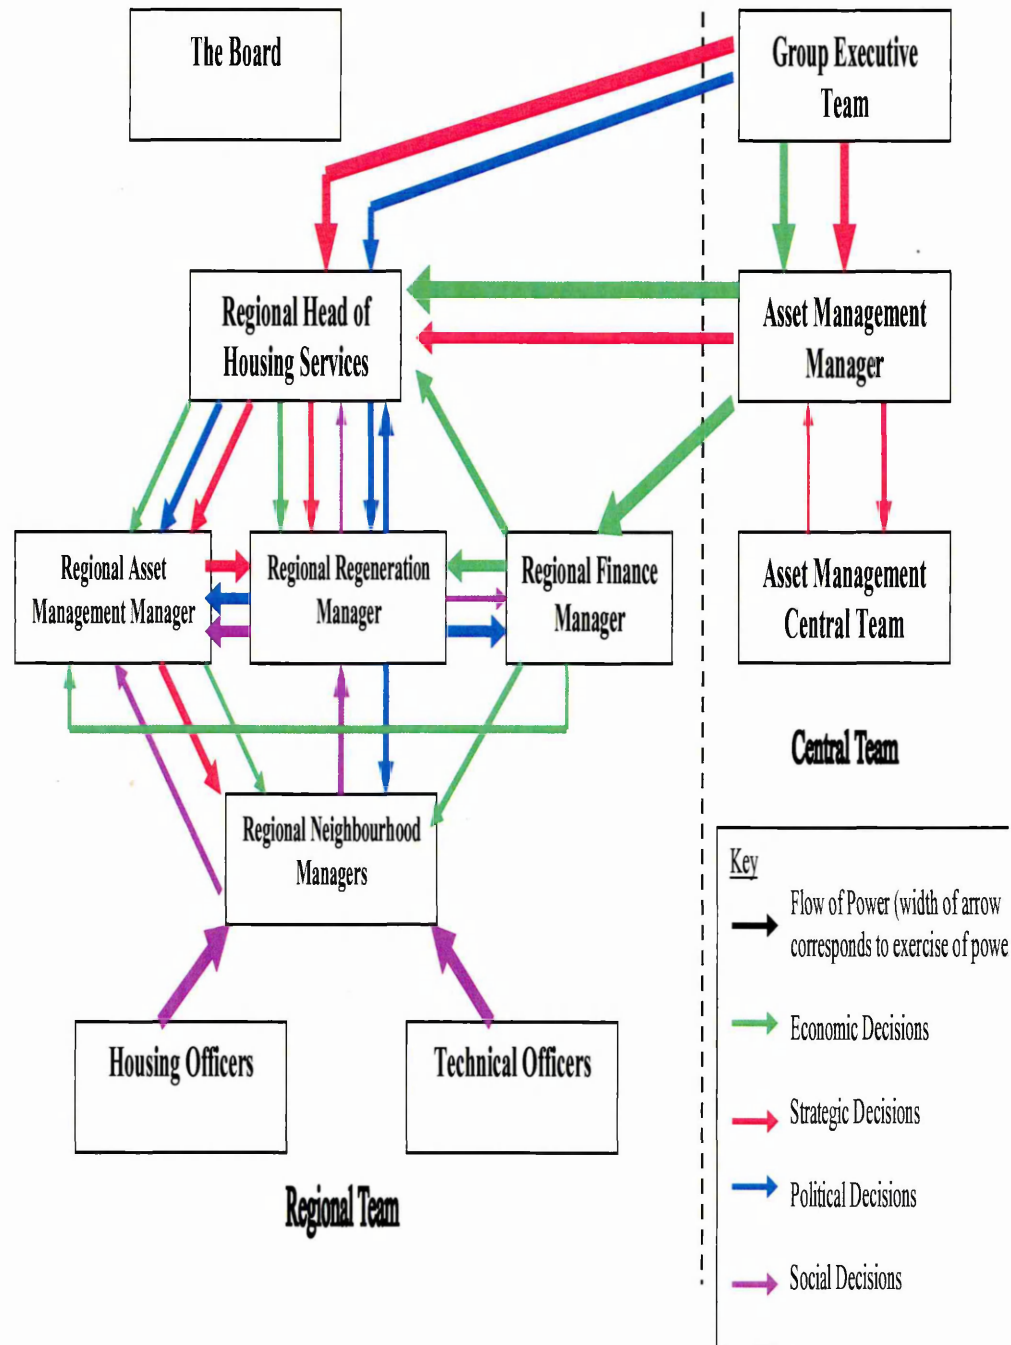 The Board
Group Executive
Team
Regional Head of
Housing Services
Asset Management
Manager
Regional Asset
Management Manager
Regional Regeneration
Manager
Regional Finance
Manager
Asset Management
Central Team
Central Team
Regional Neighbourhood
Managers
Housing Officers
Technical Officers
Regional Team
Key
Flow of Power (width of arrow
corresponds to exercise of powe
Economic Decisions
Strategic Decisions
Political Decisions
Social Decisions